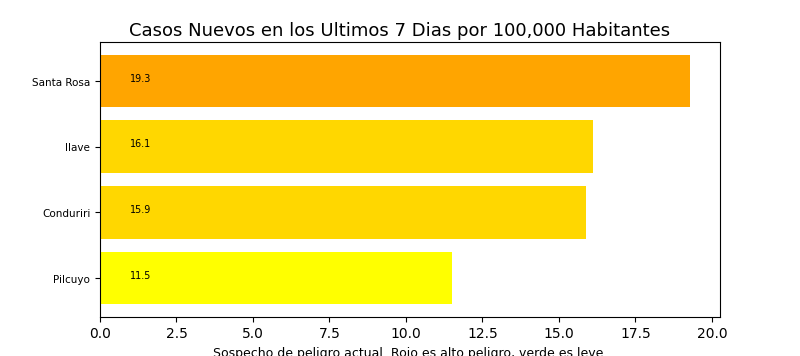 Casos Nuevos en los Ultimos 7 Dias por 100,000 Habitantes
Santa Rosa 19.3
Ilave 16.1
Conduriri 15.9
Pilcuyo 11.5
0.0 2.5 5.0 7.5 10.0 12.5 15.0 17.5 20.0
Sospecho de peligro actual. Rojo es alto peligro, verde es leve